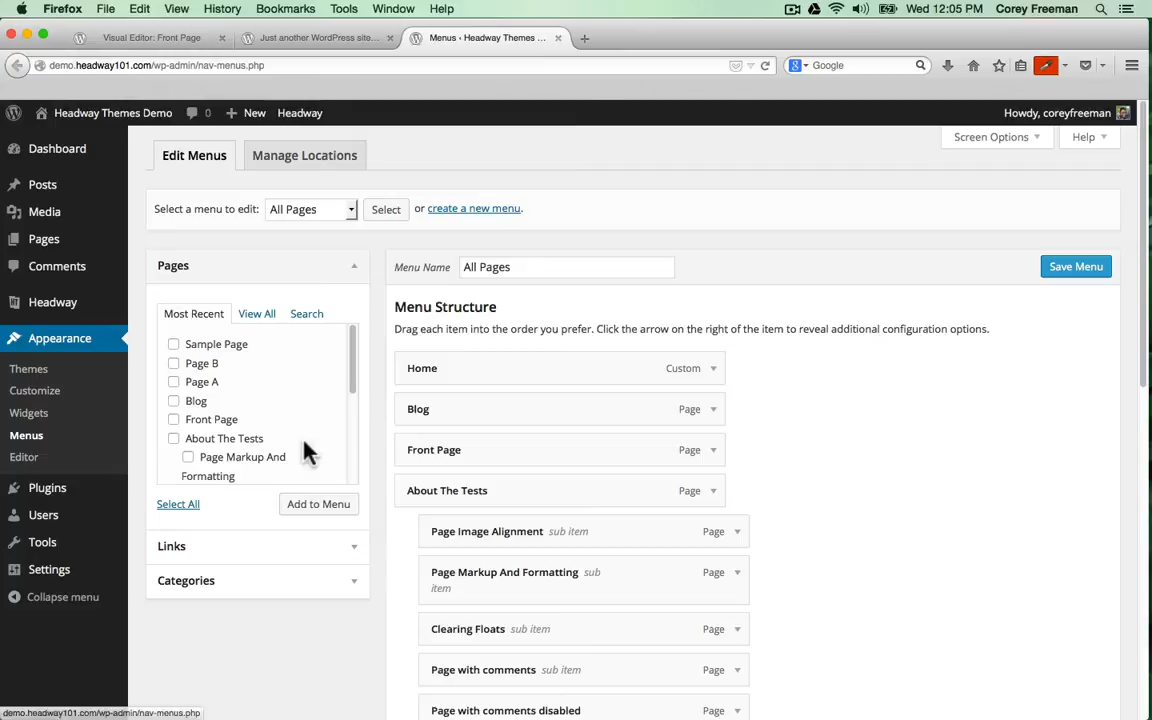 Firefox File Edit View History Bookmarks Tools Window Help Wed 12:05 PM Corey Freeman
Visual Editor: Front Page × Just another WordPress site... × Menus ‹ Headway Themes ... ×
demo.headway101.com/wp-admin/nav-menus.php Google
Headway Themes Demo 0 + New Headway Howdy, coreyfreeman
Screen Options Help
Edit Menus Manage Locations
Select a menu to edit: All Pages Select or create a new menu.
Dashboard
Posts
Media
Pages
Comments
Headway
Appearance
Themes
Customize
Widgets
Menus
Editor
Plugins
Users
Tools
Settings
Collapse menu
Pages
Most Recent View All Search
Sample Page
Page B
Page A
Blog
Front Page
About The Tests
Page Markup And
Formatting
Select All Add to Menu
Links
Categories
Menu Name All Pages Save Menu
Menu Structure
Drag each item into the order you prefer. Click the arrow on the right of the item to reveal additional configuration options.
Home Custom
Blog Page
Front Page Page
About The Tests Page
Page Image Alignment sub item Page
Page Markup And Formatting sub Page
item
Clearing Floats sub item Page
Page with comments sub item Page
Page with comments disabled Page
demo.headway101.com/wp-admin/nav-menus.php